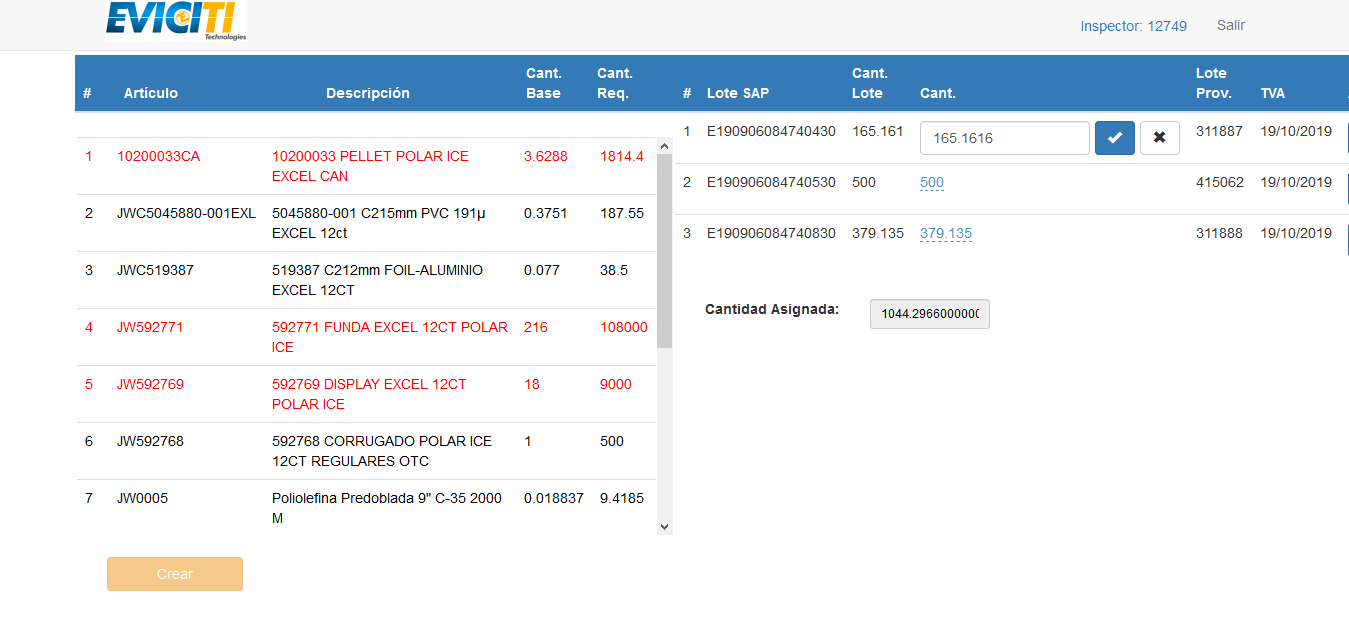 EVICITI
Technologies
Inspector: 12749 Salir
# Artículo Descripción Cant. Base Cant. Req.
1 10200033CA 10200033 PELLET POLAR ICE 3.6288 1814.4
EXCEL CAN
2 JWC5045880-001EXL 5045880-001 C215mm PVC 191µ 0.3751 187.55
EXCEL 12ct
3 JWC519387 519387 C212mm FOIL-ALUMINIO 0.077 38.5
EXCEL 12CT
4 JW592771 592771 FUNDA EXCEL 12CT POLAR 216 108000
ICE
5 JW592769 592769 DISPLAY EXCEL 12CT 18 9000
POLAR ICE
6 JW592768 592768 CORRUGADO POLAR ICE 1 500
12CT REGULARES OTC
7 JW0005 Poliolefina Predoblada 9" C-35 2000 0.018837 9.4185
M
Crear
# Lote SAP Cant. Lote Cant. Lote Prov. TVA
1 E190906084740430 165.161 165.1616 311887 19/10/2019
2 E190906084740530 500 500 415062 19/10/2019
3 E190906084740830 379.135 379.135 311888 19/10/2019
Cantidad Asignada: 1044.2966000000